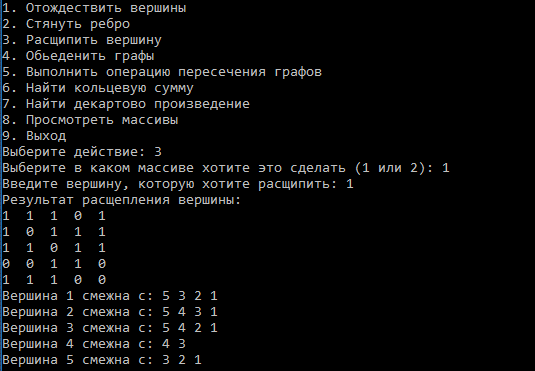 1. Отождествить вершины
2. Стянуть ребро
3. Расщипить вершину
4. Обьеденить графы
5. Выполнить операцию пересечения графов
6. Найти кольцевую сумму
7. Найти декартово произведение
8. Просмотреть массивы
9. Выход
Выберите действие: 3
Выберите в каком массиве хотите это сделать (1 или 2): 1
Введите вершину, которую хотите расщипить: 1
Результат расщепления вершины:
1 1 1 0 1
1 0 1 1 1
1 1 0 1 1
0 0 1 1 0
1 1 1 0 0
Вершина 1 смежна с: 5 3 2 1
Вершина 2 смежна с: 5 4 3 1
Вершина 3 смежна с: 5 4 2 1
Вершина 4 смежна с: 4 3
Вершина 5 смежна с: 3 2 1